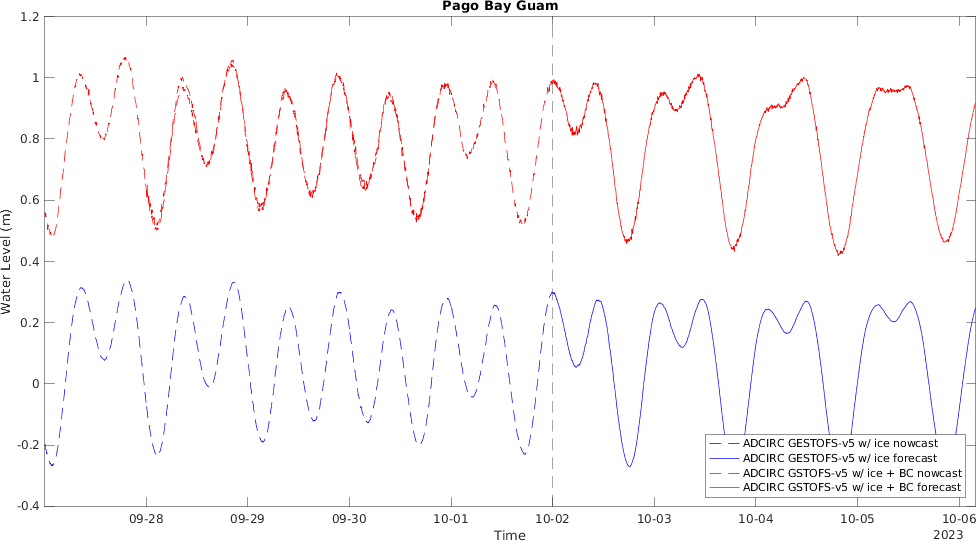 Pago Bay Guam
1.2
1
0.8
0.6
0.4
0.2
0
-0.2
-0.4
Water Level (m)
ADCIRC GESTOFS-v5 w/ ice nowcast
ADCIRC GESTOFS-v5 w/ ice forecast
ADCIRC GSTOFS-v5 w/ ice + BC nowcast
ADCIRC GSTOFS-v5 w/ ice + BC forecast
09-28 09-29 09-30 10-01 10-02 10-03 10-04 10-05 10-06
Time 2023